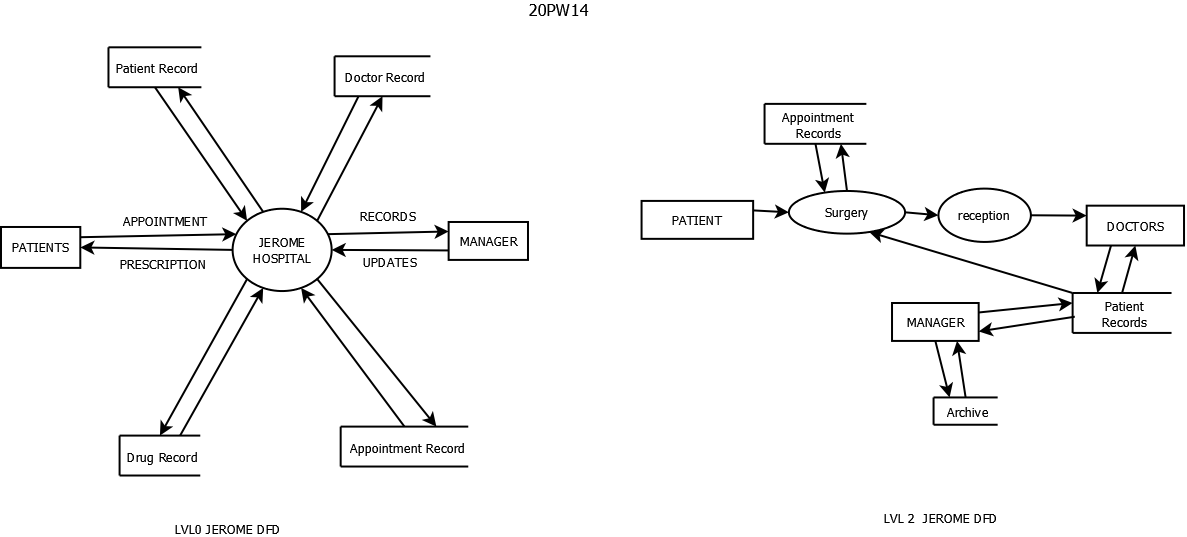 20PW14
Patient Record
Doctor Record
APPOINTMENT
RECORDS
PATIENTS
JEROME
HOSPITAL
MANAGER
PRESCRIPTION
UPDATES
Drug Record
Appointment Record
LVL0 JEROME DFD
Appointment
Records
PATIENT
Surgery
reception
DOCTORS
MANAGER
Patient
Records
Archive
LVL 2 JEROME DFD